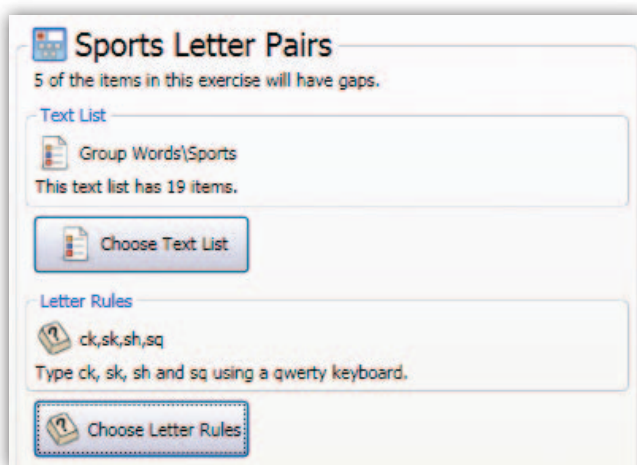 Sports Letter Pairs
5 of the items in this exercise will have gaps.
Text List
Group Words\Sports
This text list has 19 items.
Choose Text List
Letter Rules
ck,sk,sh,sq
Type ck, sk, sh and sq using a qwerty keyboard.
Choose Letter Rules